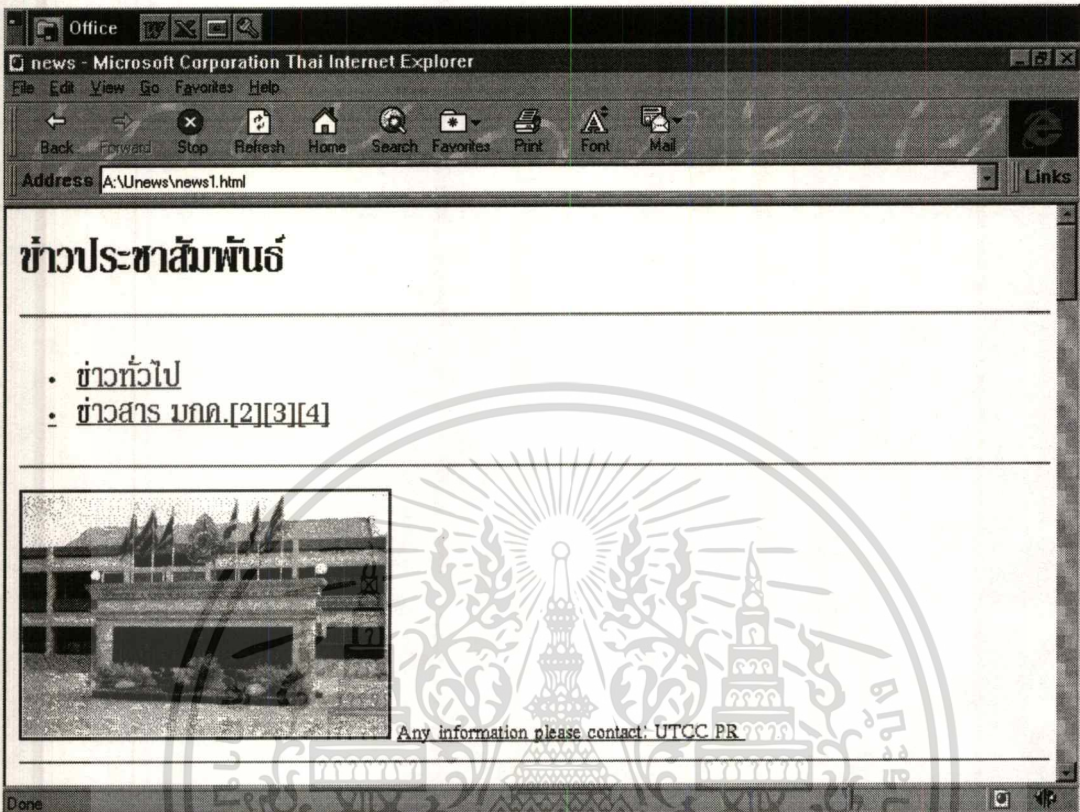 Office
news - Microsoft Corporation Thai Internet Explorer
File Edit View Go Favorites Help
Back Forward Stop Refresh Home Search Favorites Print Font Mail
Address A:\Unews\news1.html Links
ข่าวประชาสัมพันธ์
• ข่าวทั่วไป
• ข่าวสาร มกค.[2][3][4]
Any information please contact: UTCC PR
Done